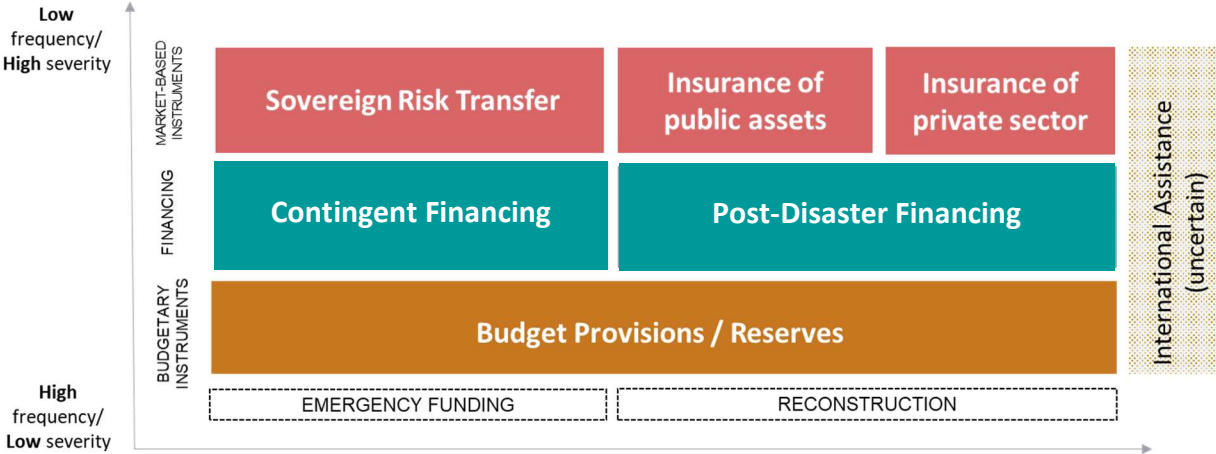 Low
frequency/
High severity
MARKET-BASED
INSTRUMENTS
Sovereign Risk Transfer
Insurance of
public assets
Insurance of
private sector
FINANCING
Contingent Financing
Post-Disaster Financing
BUDGETARY
INSTRUMENTS
Budget Provisions / Reserves
International Assistance
(uncertain)
High
frequency/
Low severity
EMERGENCY FUNDING
RECONSTRUCTION